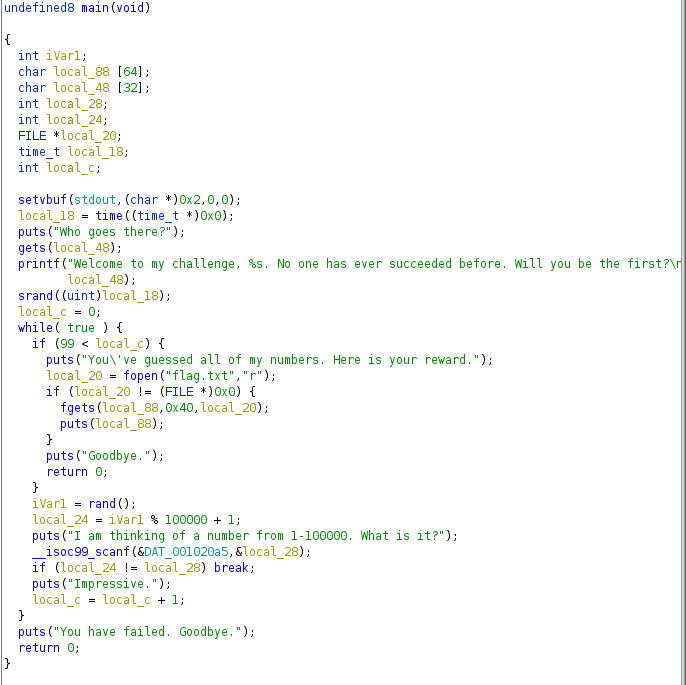 undefined8 main(void)
{
int iVar1;
char local_88 [64];
char local_48 [32];
int local_28;
int local_24;
FILE *local_20;
time_t local_18;
int local_c;
setvbuf(stdout,(char *)0x2,0,0);
local_18 = time((time_t *)0x0);
puts("Who goes there?");
gets(local_48);
printf("Welcome to my challenge, %s. No one has ever succeeded before. Will you be the first?\n
local_48);
srand((uint)local_18);
local_c = 0;
while( true ) {
if (99 < local_c) {
puts("You\'ve guessed all of my numbers. Here is your reward.");
local_20 = fopen("flag.txt","r");
if (local_20 != (FILE *)0x0) {
fgets(local_88,0x40,local_20);
puts(local_88);
}
puts("Goodbye.");
return 0;
}
iVar1 = rand();
local_24 = iVar1 % 100000 + 1;
puts("I am thinking of a number from 1-100000. What is it?");
__isoc99_scanf(&DAT_001020a5,&local_28);
if (local_24 != local_28) break;
puts("Impressive.");
local_c = local_c + 1;
}
puts("You have failed. Goodbye.");
return 0;
}